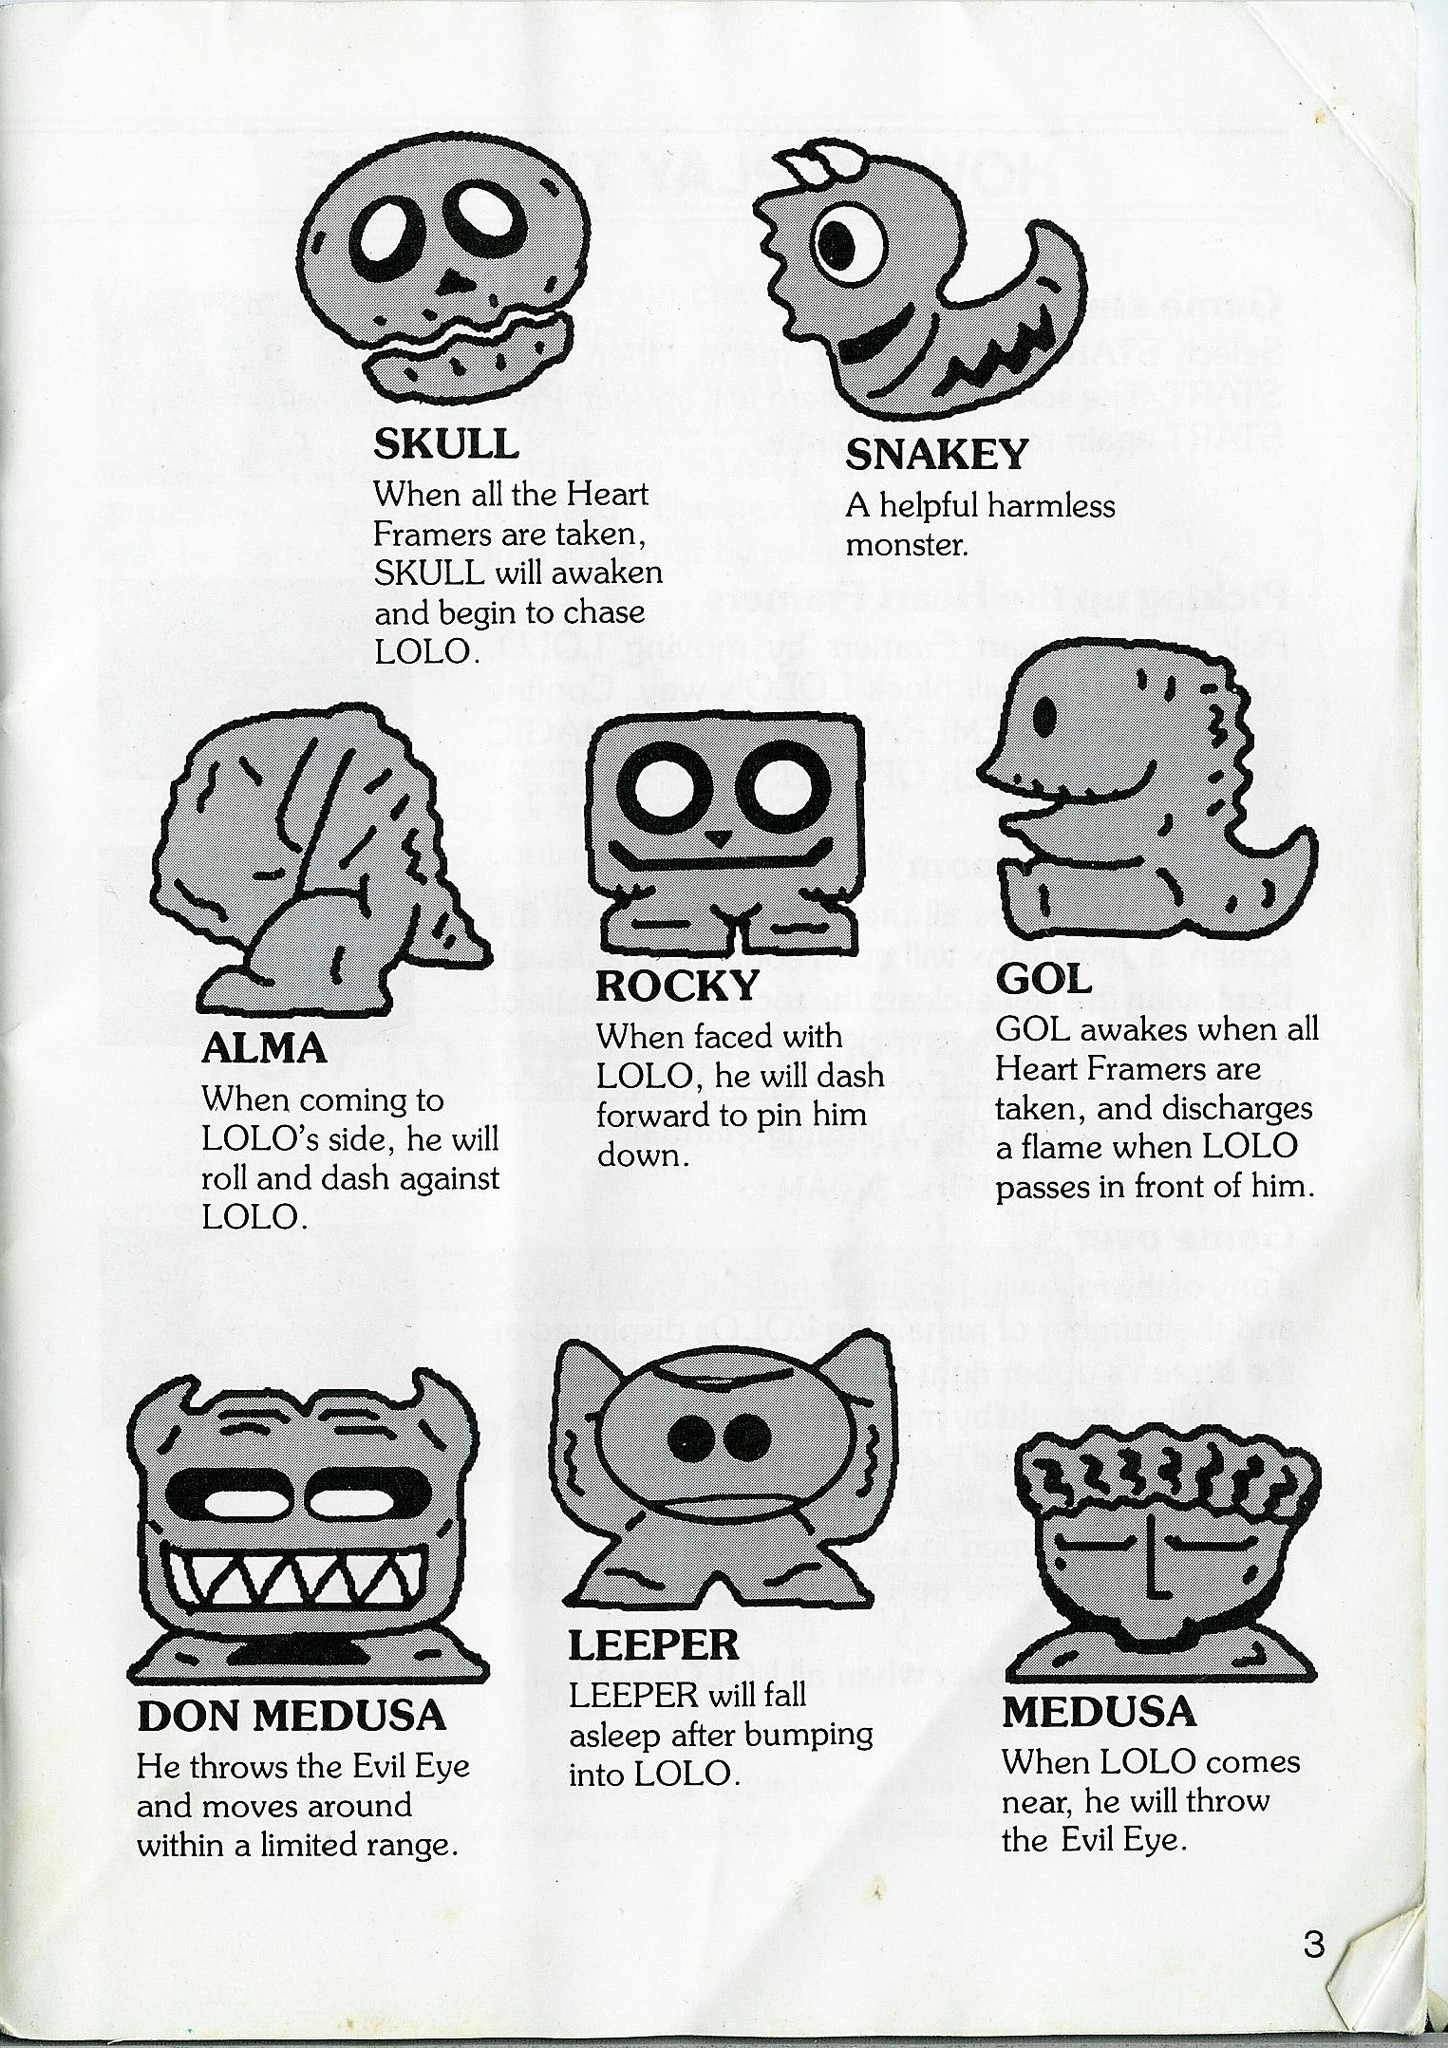 SKULL
When all the Heart
Framers are taken,
SKULL will awaken
and begin to chase
LOLO.
SNAKEY
A helpful harmless
monster.
ALMA
When coming to
LOLO's side, he will
roll and dash against
LOLO.
ROCKY
When faced with
LOLO, he will dash
forward to pin him
down.
GOL
GOL awakes when all
Heart Framers are
taken, and discharges
a flame when LOLO
passes in front of him.
DON MEDUSA
He throws the Evil Eye
and moves around
within a limited range.
LEEPER
LEEPER will fall
asleep after bumping
into LOLO.
MEDUSA
When LOLO comes
near, he will throw
the Evil Eye.
3